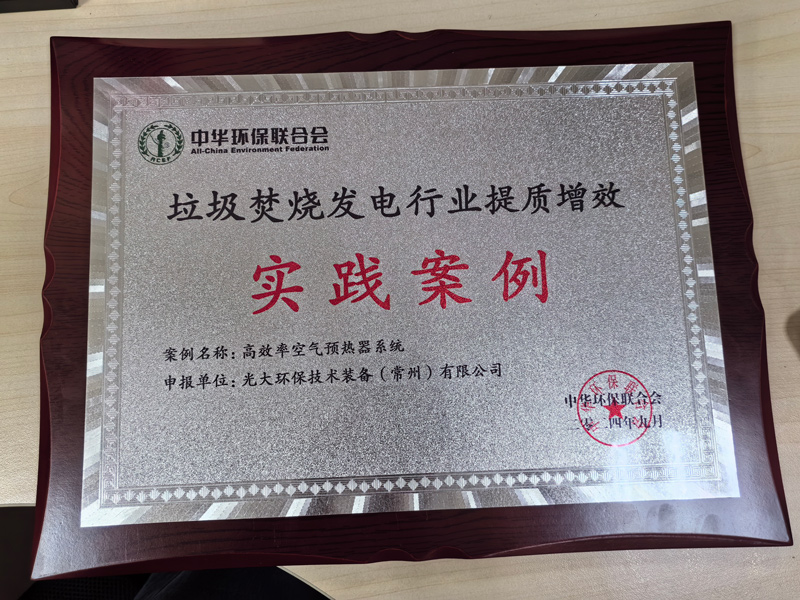 中华环保联合会
All-China Environment Federation
ACEF
垃圾焚烧发电行业提质增效
实践案例
案例名称：高效率空气预热器系统
申报单位：光大环保技术装备（常州）有限公司
中华环保联合会
二零二四年九月